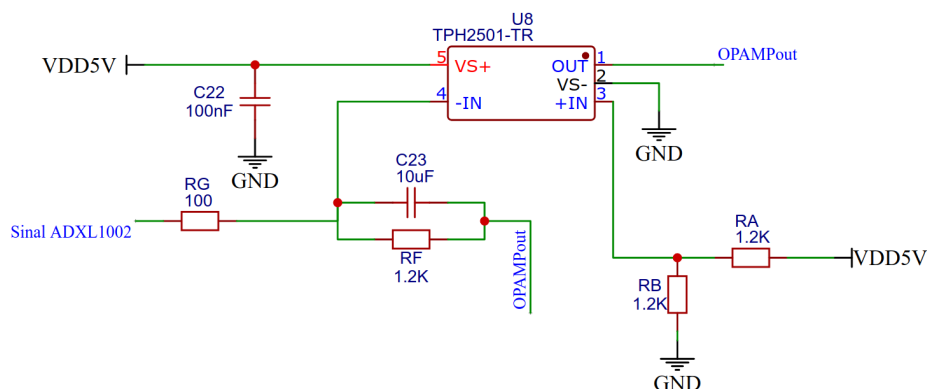 U8
TPH2501-TR
VDD5V
5
VS+
OUT
1
OPAMPout
VS-
2
4
-IN
+IN
3
C22
100nF
GND
GND
C23
10uF
RG
100
Sinal ADXL1002
RF
1.2K
OPAMPout
RA
1.2K
VDD5V
RB
1.2K
GND